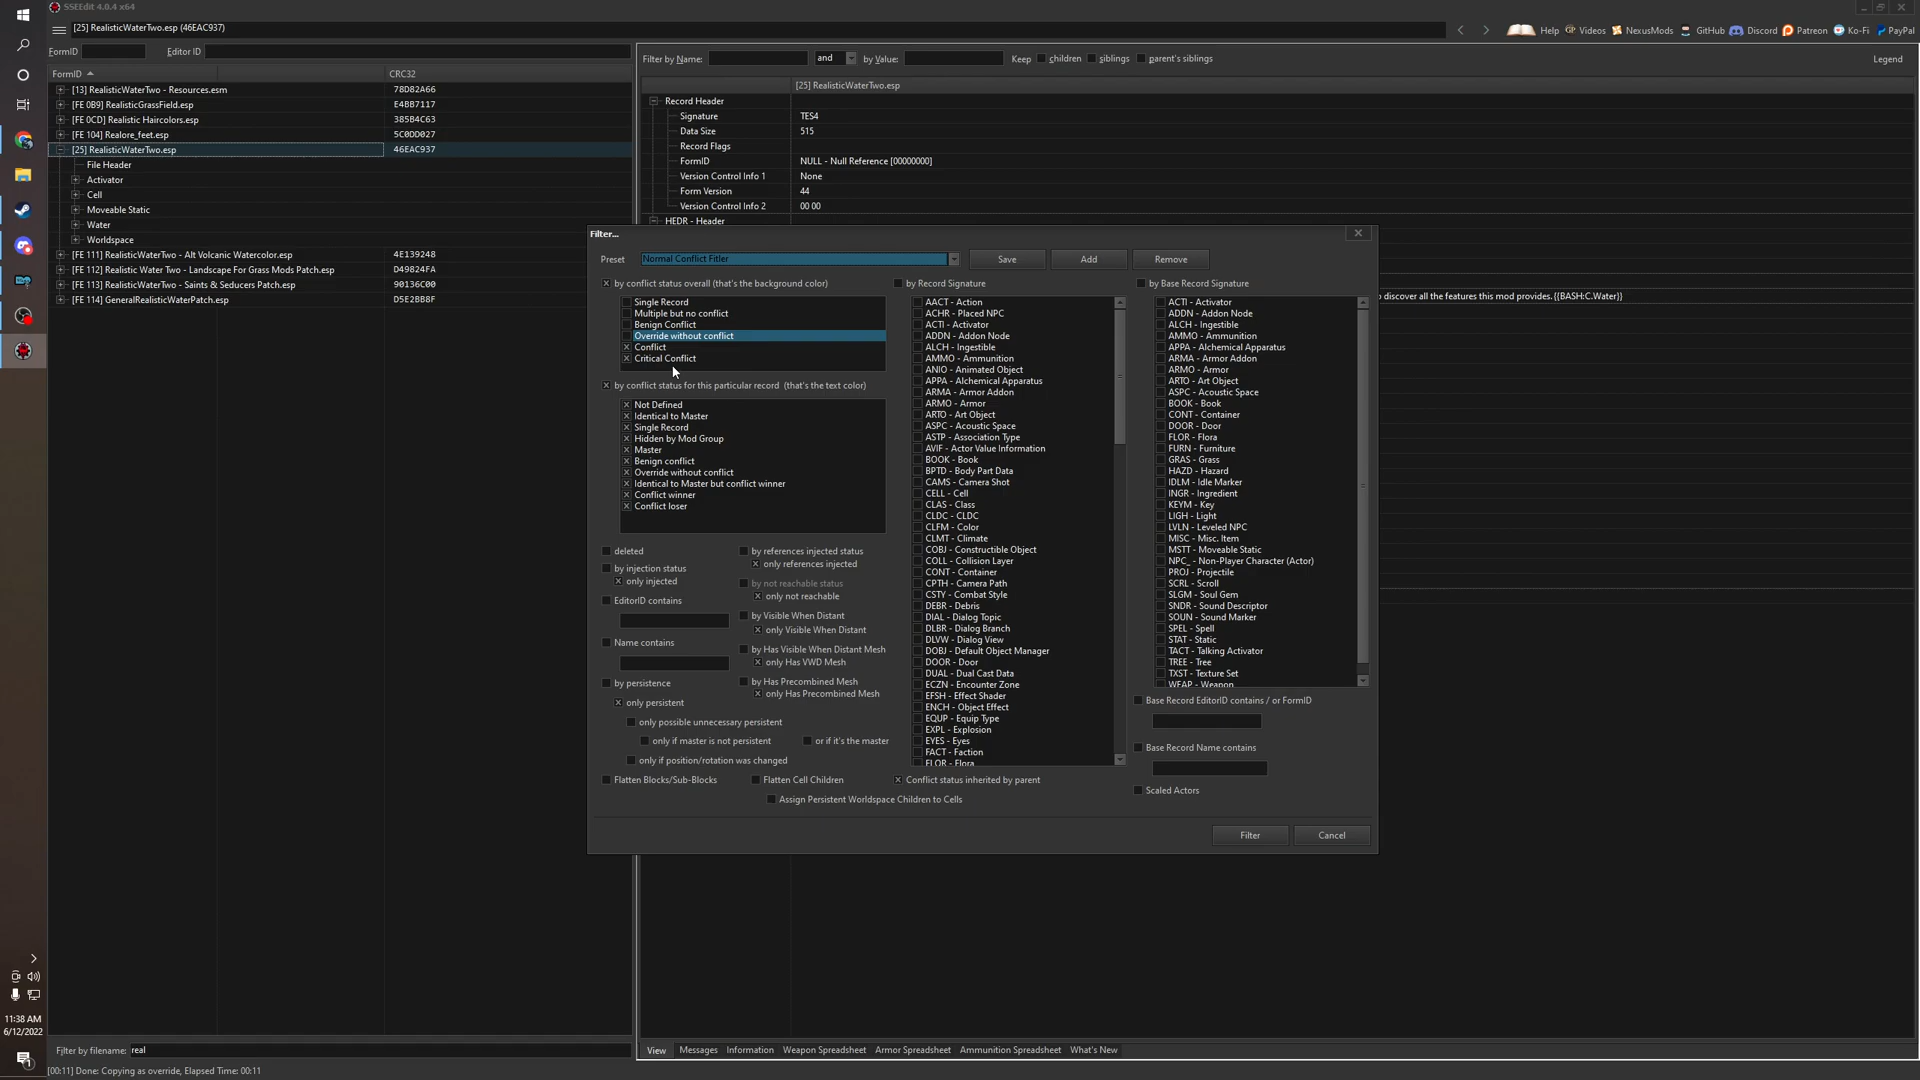 SSEEdit 4.0.4 x64
[25] RealisticWaterTwo.esp (46EAC937)
Help Videos NexusMods GitHub Discord Patreon Ko-Fi PayPal
FormID Editor ID
Filter by Name: and by Value: Keep children siblings parent's siblings Legend
FormID CRC32
[13] RealisticWaterTwo - Resources.esm 78D82A66
[FE 0B9] RealisticGrassField.esp E4BB7117
[FE 0CD] Realistic Haircolors.esp 385B4C63
[FE 104] Realore_feet.esp 5C0DD027
[25] RealisticWaterTwo.esp 46EAC937
File Header
Activator
Cell
Moveable Static
Water
Worldspace
[FE 111] RealisticWaterTwo - Alt Volcanic Watercolor.esp 4E139248
[FE 112] Realistic Water Two - Landscape For Grass Mods Patch.esp D49824FA
[FE 113] RealisticWaterTwo - Saints & Seducers Patch.esp 90136C00
[FE 114] GeneralRealisticWaterPatch.esp D5E2BB8F
[25] RealisticWaterTwo.esp
Record Header
Signature TES4
Data Size 515
Record Flags
FormID NULL - Null Reference [00000000]
Version Control Info 1 None
Form Version 44
Version Control Info 2 00 00
HEDR - Header
o discover all the features this mod provides. {{BASH:C.Water}}
Filter...
Preset Normal Conflict Fitler Save Add Remove
by conflict status overall (that's the background color)
Single Record
Multiple but no conflict
Benign Conflict
Override without conflict
Conflict
Critical Conflict
by conflict status for this particular record (that's the text color)
Not Defined
Identical to Master
Single Record
Hidden by Mod Group
Master
Benign conflict
Override without conflict
Identical to Master but conflict winner
Conflict winner
Conflict loser
deleted
by injection status
only injected
EditorID contains
Name contains
by persistence
only persistent
only possible unnecessary persistent
only if master is not persistent or if it's the master
only if position/rotation was changed
by references injected status
only references injected
by not reachable status
only not reachable
by Visible When Distant
only Visible When Distant
by Has Visible When Distant Mesh
only Has VWD Mesh
by Has Precombined Mesh
only Has Precombined Mesh
Flatten Blocks/Sub-Blocks Flatten Cell Children Conflict status inherited by parent
Assign Persistent Worldspace Children to Cells
by Record Signature
AACT - Action
ACHR - Placed NPC
ACTI - Activator
ADDN - Addon Node
ALCH - Ingestible
AMMO - Ammunition
ANIO - Animated Object
APPA - Alchemical Apparatus
ARMA - Armor Addon
ARMO - Armor
ARTO - Art Object
ASPC - Acoustic Space
ASTP - Association Type
AVIF - Actor Value Information
BOOK - Book
BPTD - Body Part Data
CAMS - Camera Shot
CELL - Cell
CLAS - Class
CLDC - CLDC
CLFM - Color
CLMT - Climate
COBJ - Constructible Object
COLL - Collision Layer
CONT - Container
CPTH - Camera Path
CSTY - Combat Style
DEBR - Debris
DIAL - Dialog Topic
DLBR - Dialog Branch
DLVW - Dialog View
DOBJ - Default Object Manager
DOOR - Door
DUAL - Dual Cast Data
ECZN - Encounter Zone
EFSH - Effect Shader
ENCH - Object Effect
EQUP - Equip Type
EXPL - Explosion
EYES - Eyes
FACT - Faction
FLOR - Flora
by Base Record Signature
ACTI - Activator
ADDN - Addon Node
ALCH - Ingestible
AMMO - Ammunition
APPA - Alchemical Apparatus
ARMA - Armor Addon
ARMO - Armor
ARTO - Art Object
ASPC - Acoustic Space
BOOK - Book
CONT - Container
DOOR - Door
FLOR - Flora
FURN - Furniture
GRAS - Grass
HAZD - Hazard
IDLM - Idle Marker
INGR - Ingredient
KEYM - Key
LIGH - Light
LVLN - Leveled NPC
MISC - Misc. Item
MSTT - Moveable Static
NPC_ - Non-Player Character (Actor)
PROJ - Projectile
SCRL - Scroll
SLGM - Soul Gem
SNDR - Sound Descriptor
SOUN - Sound Marker
SPEL - Spell
STAT - Static
TACT - Talking Activator
TREE - Tree
TXST - Texture Set
WEAP - Weapon
Base Record EditorID contains / or FormID
Base Record Name contains
Scaled Actors
Filter Cancel
11:38 AM
6/12/2022
1
Filter by filename: real
View Messages Information Weapon Spreadsheet Armor Spreadsheet Ammunition Spreadsheet What's New
[00:11] Done: Copying as override, Elapsed Time: 00:11